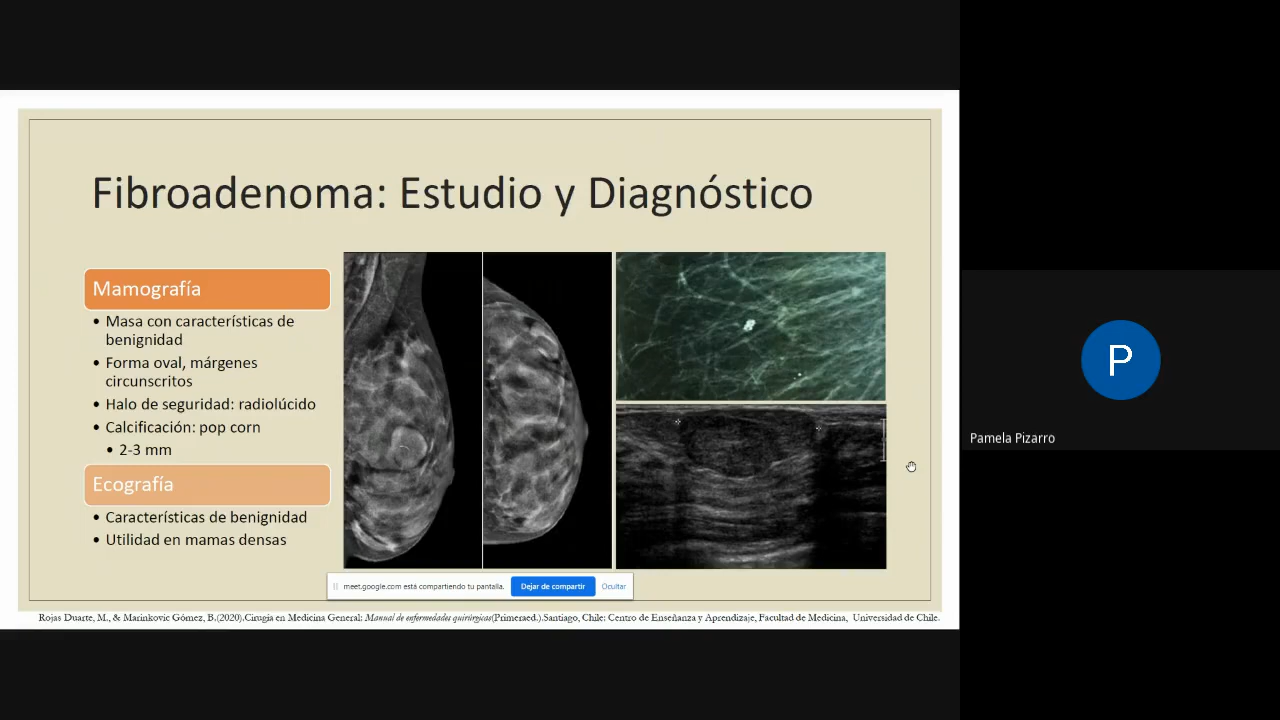 Fibroadenoma: Estudio y Diagnóstico
Mamografía
• Masa con características de
benignidad
• Forma oval, márgenes
circunscritos
• Halo de seguridad: radiolúcido
• Calcificación: pop corn
• 2-3 mm
Ecografía
• Características de benignidad
• Utilidad en mamas densas
meet.google.com está compartiendo tu pantalla. Dejar de compartir Ocultar
Rojas Duarte, M., & Marinkovic Gómez, B.(2020).Cirugía en Medicina General: Manual de enfermedades quirúrgicas(Primeraed.).Santiago, Chile: Centro de Enseñanza y Aprendizaje, Facultad de Medicina, Universidad de Chile.
P
Pamela Pizarro